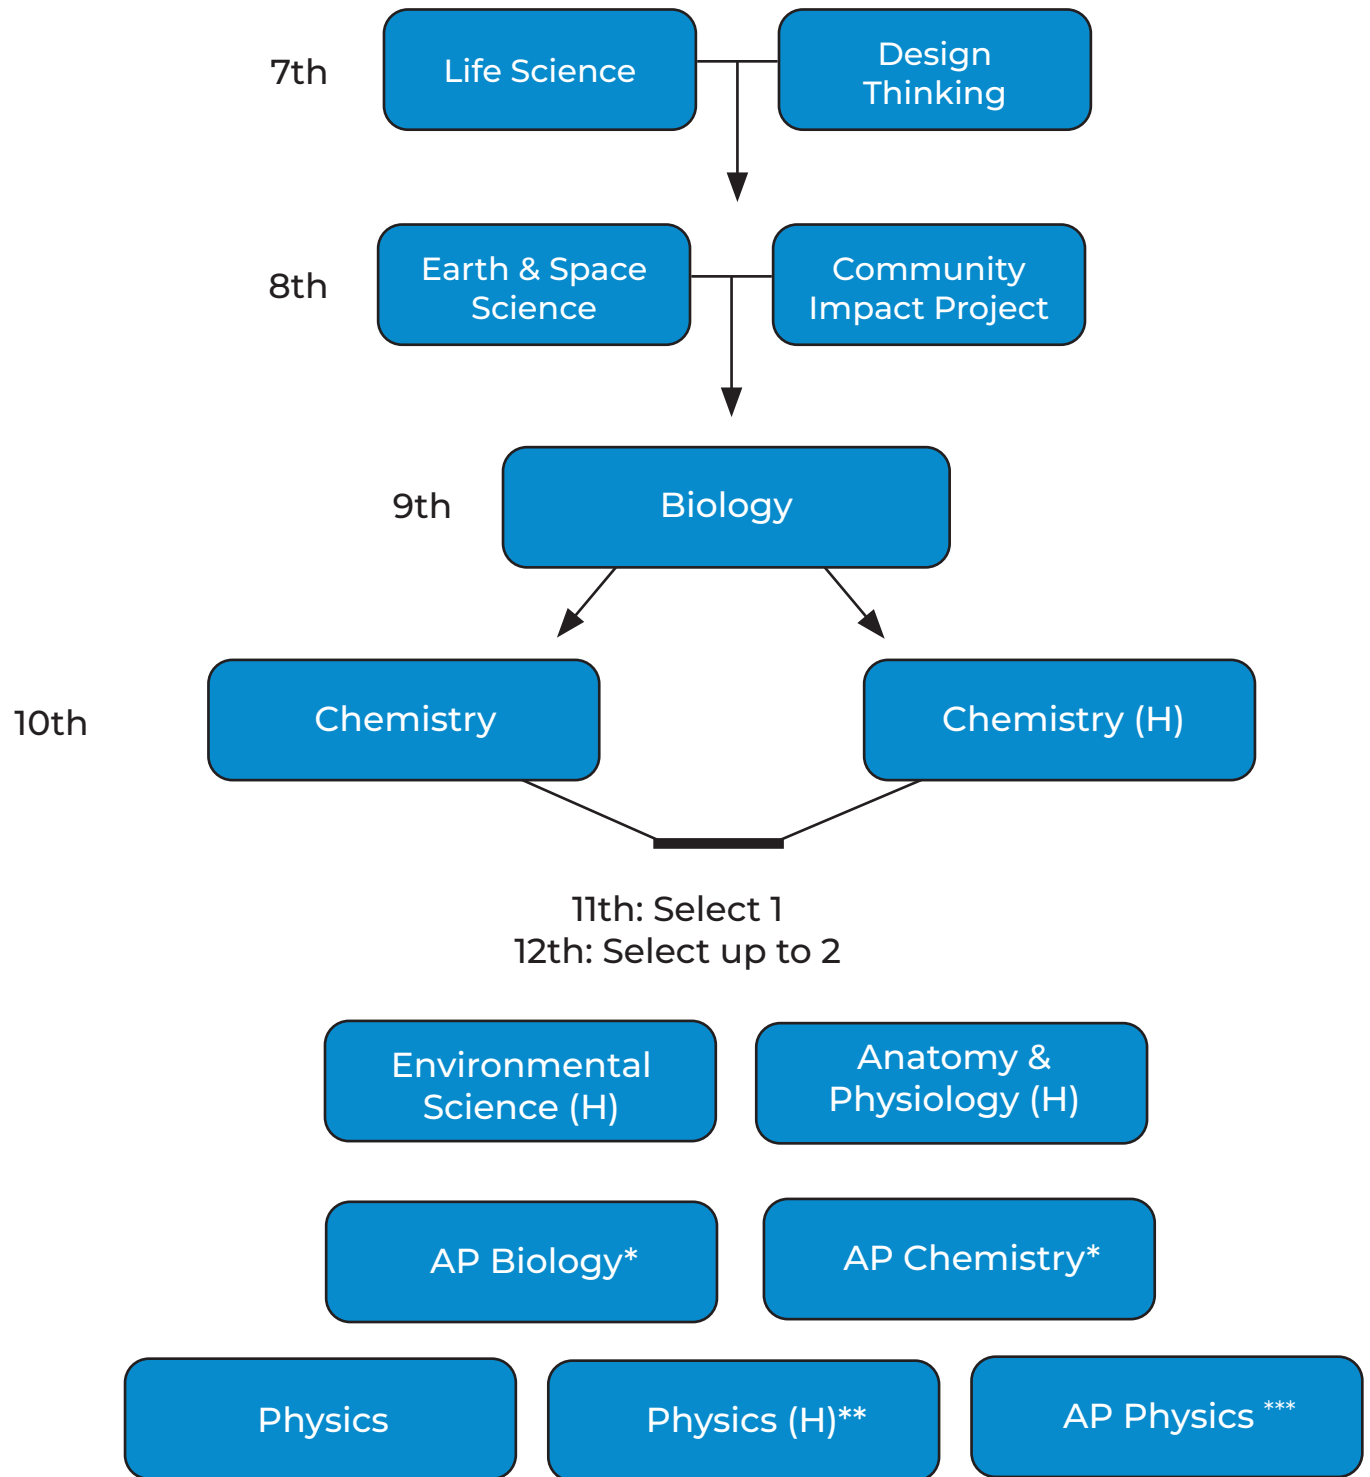 7th
Life Science
Design
Thinking
8th
Earth & Space
Science
Community
Impact Project
9th
Biology
10th
Chemistry
Chemistry (H)
11th: Select 1
12th: Select up to 2
Environmental
Science (H)
Anatomy &
Physiology (H)
AP Biology*
AP Chemistry*
Physics
Physics (H)**
AP Physics ***